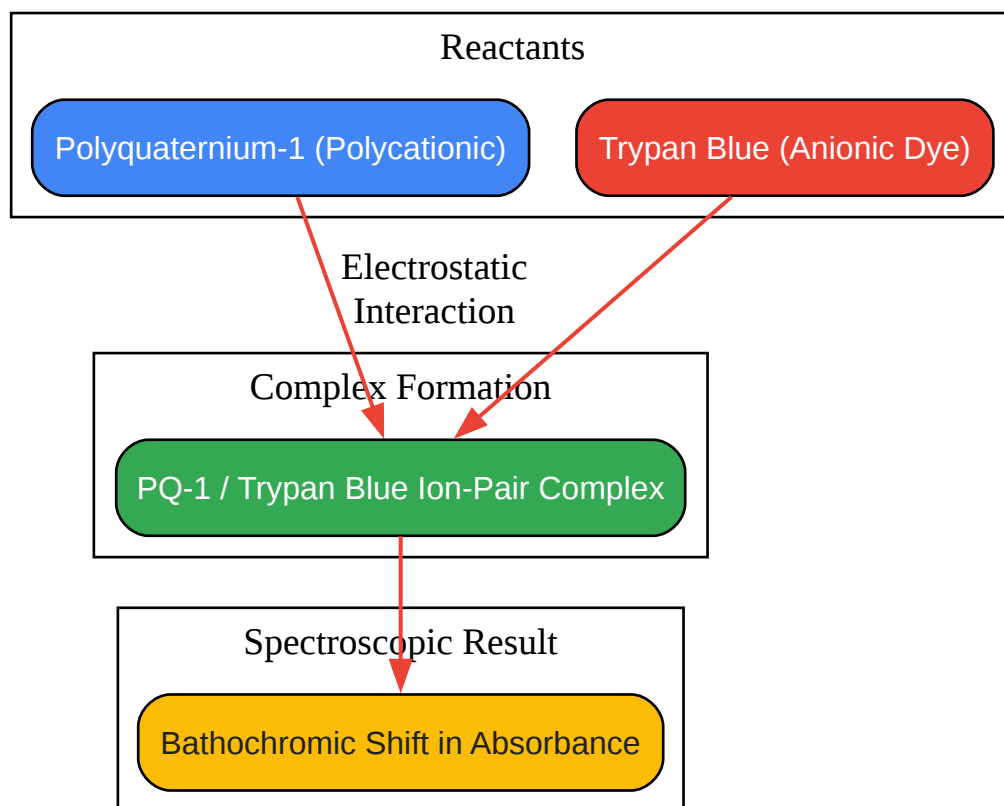 Reactants
Polyquaternium-1 (Polycationic)
Trypan Blue (Anionic Dye)
Electrostatic
Interaction
Complex Formation
PQ-1 / Trypan Blue Ion-Pair Complex
Spectroscopic Result
Bathochromic Shift in Absorbance